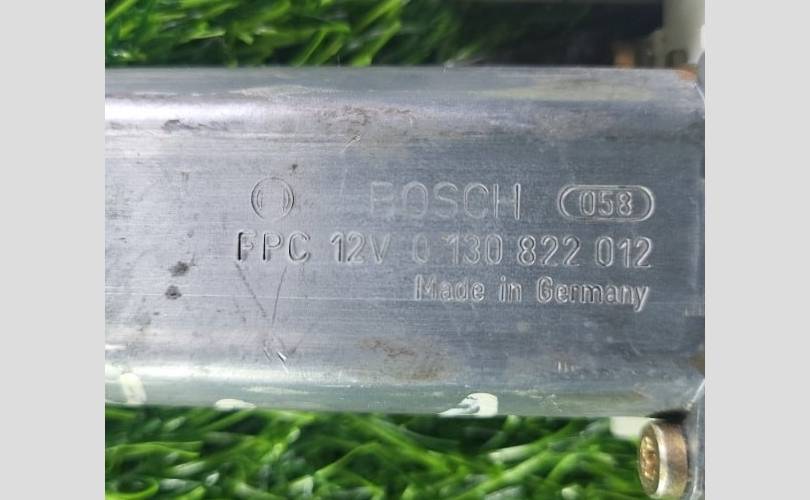 BOSCH 058
FPC 12V 0 130 822 012
Made in Germany